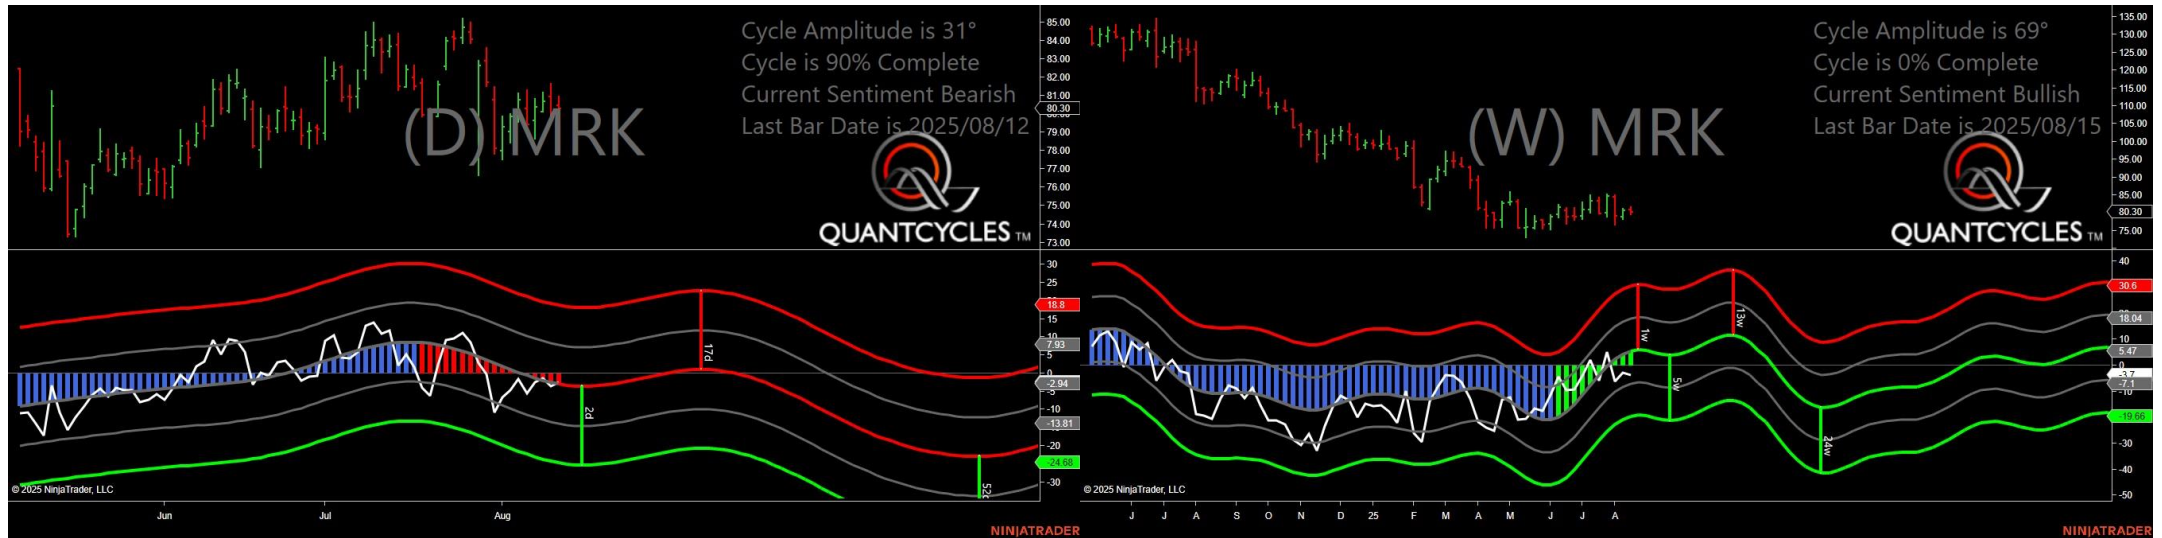 Cycle Amplitude is 31°
Cycle is 90% Complete
Current Sentiment Bearish
Last Bar Date is 2025/08/12
(D) MRK
QUANTCYCLES TM
85.00
84.00
83.00
82.00
81.00
80.30
79.00
78.00
77.00
76.00
75.00
74.00
73.00
30
25
18.8
15
10
7.93
5
0
-2.94
-10
-13.81
-20
-24.68
-30
17d
2d
© 2025 NinjaTrader, LLC
Jun
Jul
Aug
NINJATRADER
Cycle Amplitude is 69°
Cycle is 0% Complete
Current Sentiment Bullish
Last Bar Date is 2025/08/15
(W) MRK
QUANTCYCLES TM
135.00
130.00
125.00
120.00
115.00
110.00
105.00
100.00
95.00
90.00
85.00
80.30
75.00
40
30.6
18.04
10
5.47
0
-3.7
-7.1
-10
-19.66
-30
-40
-50
1w
13w
5w
24w
© 2025 NinjaTrader, LLC
J
J
A
S
O
N
D
25
F
M
A
M
J
J
A
NINJATRADER